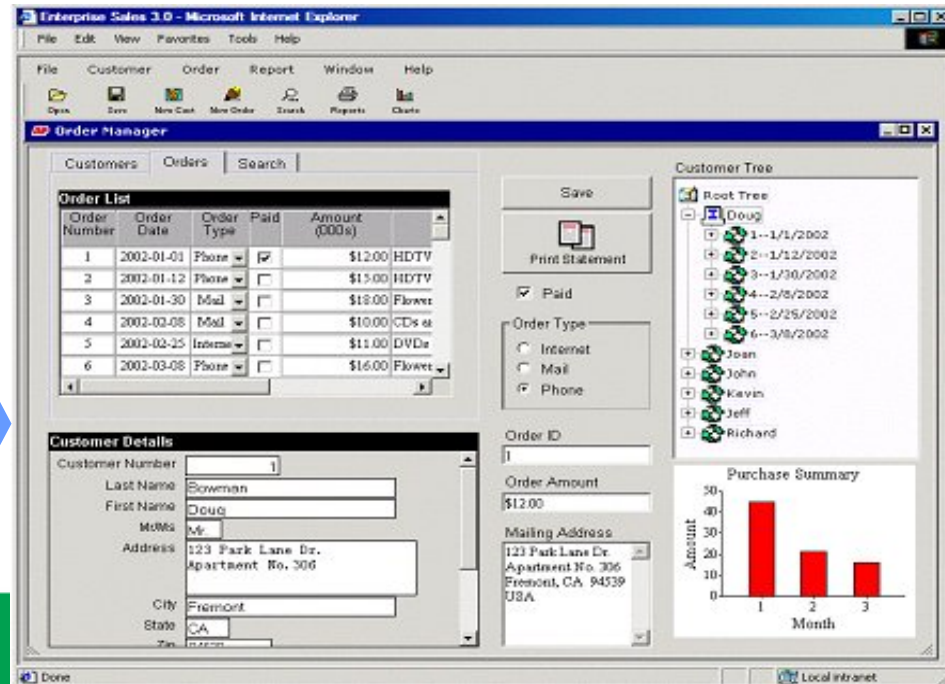 Enterprise Sales 3.0 - Microsoft Internet Explorer
File Edit View Favorites Tools Help
File Customer Order Report Window Help
Open Save New Cust New Order Search Reports Charts
Order Manager
Customers Orders Search
Order List
Order Number Order Date Order Type Paid Amount (000s)
1 2002-01-01 Phone $12.00 HDTV
2 2002-01-12 Phone $15.00 HDTV
3 2002-01-30 Mail $18.00 Flower
4 2002-02-08 Mail $10.00 CDs
5 2002-02-25 Interne $11.00 DVDs
6 2002-03-08 Phone $16.00 Flower
Customer Details
Customer Number 1
Last Name Bowman
First Name Doug
Mr/Ms Mr.
Address 123 Park Lane Dr.
Apartment No. 306
City Fremont
State CA
Zip
Save
Print Statement
Paid
Order Type
Internet
Mail
Phone
Order ID
1
Order Amount
$12.00
Mailing Address
123 Park Lane Dr.
Apartment No. 306
Fremont, CA 94539
USA
Customer Tree
Root Tree
Doug
1--1/1/2002
2--1/12/2002
3--1/30/2002
4--2/8/2002
5--2/25/2002
6--3/8/2002
Joan
John
Kevin
Jeff
Richard
Purchase Summary
50
40
30
20
10
0
Amount
1 2 3
Month
Done
Local intranet